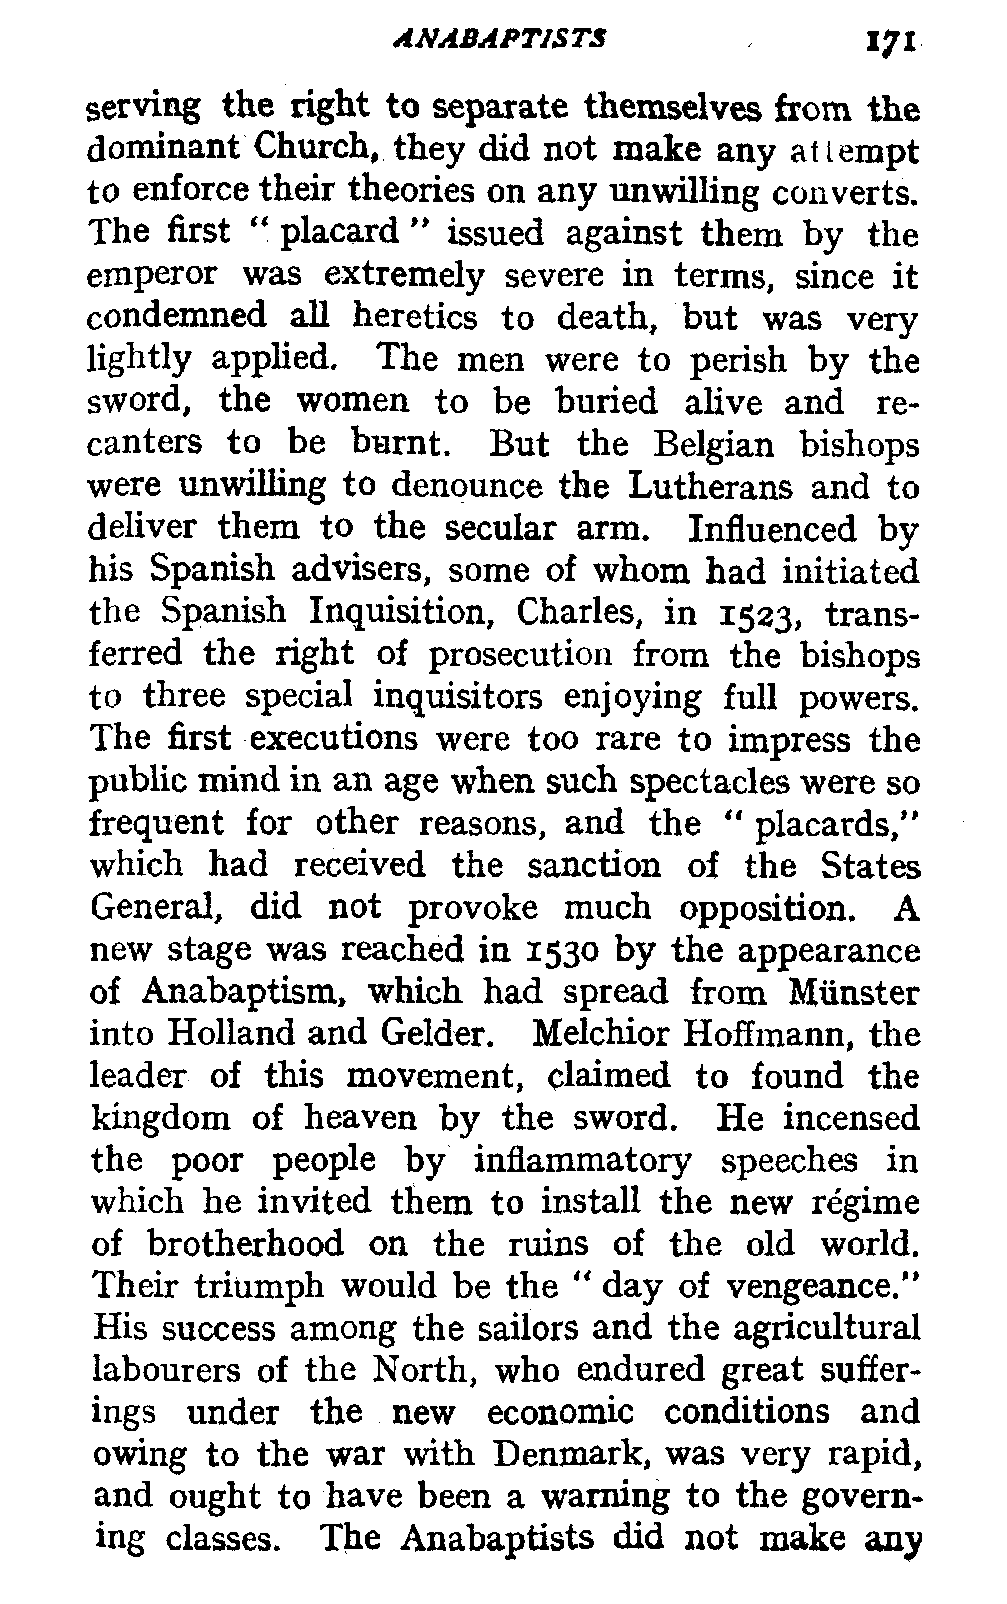 ANABAPTISTS 171
serving the right to separate themselves from the
dominant Church, they did not make any attempt
to enforce their theories on any unwilling converts.
The first “ placard ” issued against them by the
emperor was extremely severe in terms, since it
condemned all heretics to death, but was very
lightly applied. The men were to perish by the
sword, the women to be buried alive and re-
canters to be burnt. But the Belgian bishops
were unwilling to denounce the Lutherans and to
deliver them to the secular arm. Influenced by
his Spanish advisers, some of whom had initiated
the Spanish Inquisition, Charles, in 1523, trans-
ferred the right of prosecution from the bishops
to three special inquisitors enjoying full powers.
The first executions were too rare to impress the
public mind in an age when such spectacles were so
frequent for other reasons, and the “ placards,”
which had received the sanction of the States
General, did not provoke much opposition. A
new stage was reached in 1530 by the appearance
of Anabaptism, which had spread from Münster
into Holland and Gelder. Melchior Hoffmann, the
leader of this movement, claimed to found the
kingdom of heaven by the sword. He incensed
the poor people by inflammatory speeches in
which he invited them to install the new régime
of brotherhood on the ruins of the old world.
Their triumph would be the “ day of vengeance.”
His success among the sailors and the agricultural
labourers of the North, who endured great suffer-
ings under the new economic conditions and
owing to the war with Denmark, was very rapid,
and ought to have been a warning to the govern-
ing classes. The Anabaptists did not make any